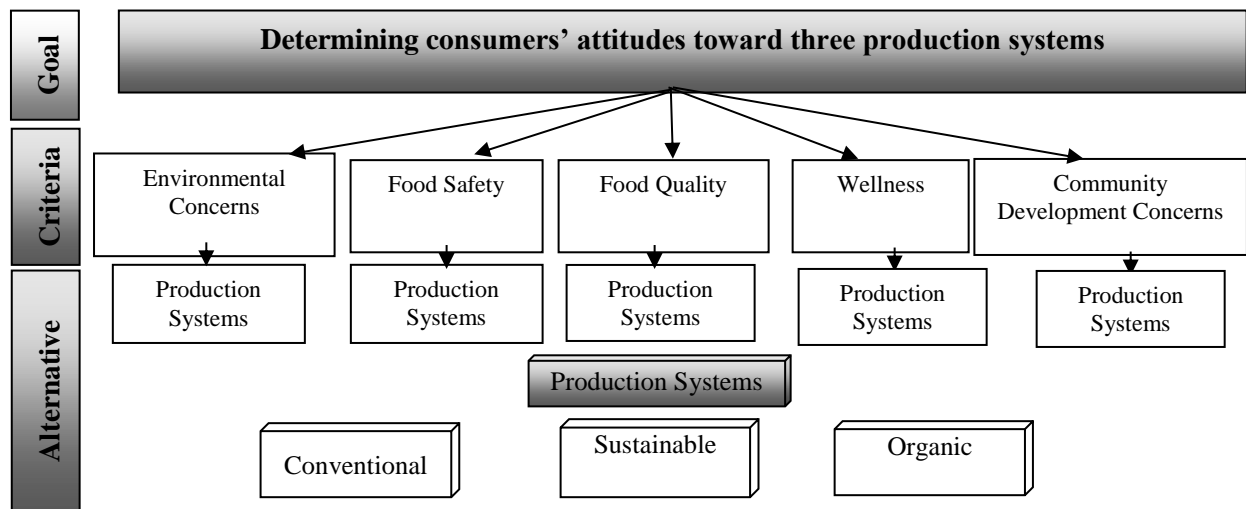 Goal
Determining consumers' attitudes toward three production systems
Criteria
Environmental
Concerns
Food Safety
Food Quality
Wellness
Community
Development Concerns
Alternative
Production
Systems
Production
Systems
Production
Systems
Production
Systems
Production
Systems
Production Systems
Conventional
Sustainable
Organic